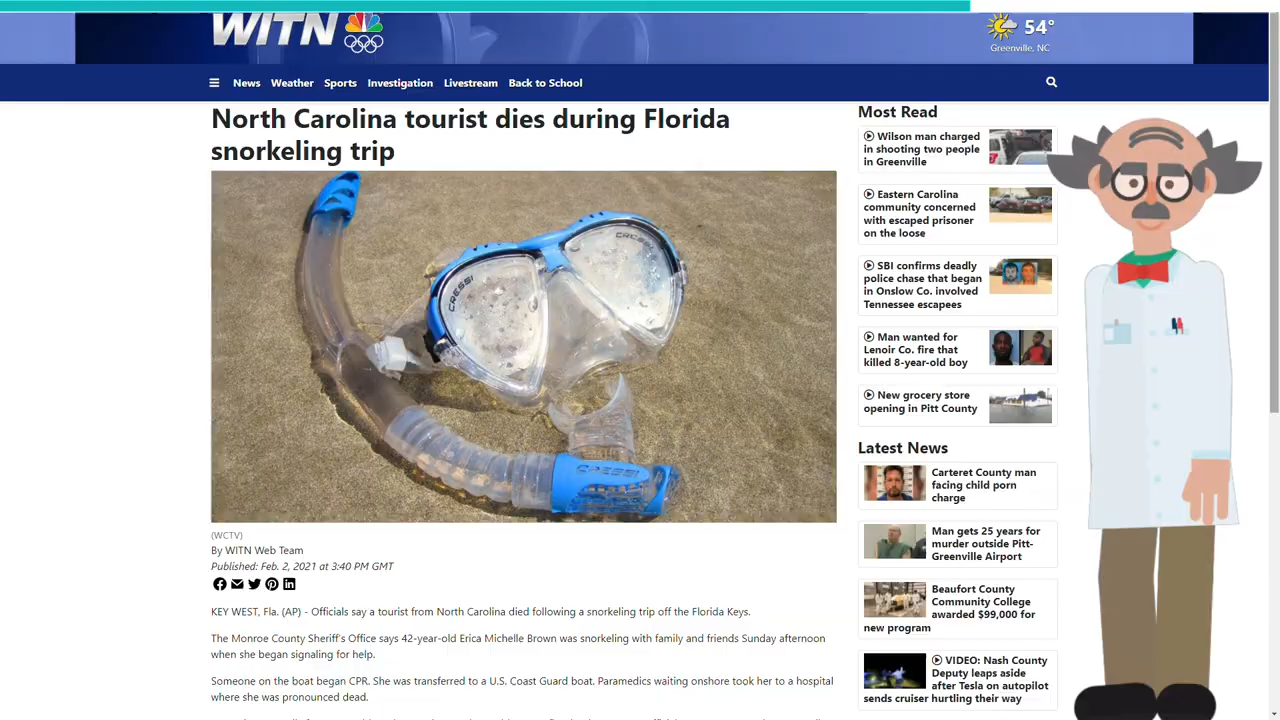 WITN
54°
Greenville, NC
News Weather Sports Investigation Livestream Back to School
North Carolina tourist dies during Florida
snorkeling trip
CRESSI
CRESSI
CRESSI
(WCTV)
By WITN Web Team
Published: Feb. 2, 2021 at 3:40 PM GMT
KEY WEST, Fla. (AP) - Officials say a tourist from North Carolina died following a snorkeling trip off the Florida Keys.
The Monroe County Sheriff's Office says 42-year-old Erica Michelle Brown was snorkeling with family and friends Sunday afternoon
when she began signaling for help.
Someone on the boat began CPR. She was transferred to a U.S. Coast Guard boat. Paramedics waiting onshore took her to a hospital
where she was pronounced dead.
Most Read
Wilson man charged
in shooting two people
in Greenville
Eastern Carolina
community concerned
with escaped prisoner
on the loose
SBI confirms deadly
police chase that began
in Onslow Co. involved
Tennessee escapees
Man wanted for
Lenoir Co. fire that
killed 8-year-old boy
New grocery store
opening in Pitt County
Latest News
Carteret County man
facing child porn
charge
Man gets 25 years for
murder outside Pitt-
Greenville Airport
Beaufort County
Community College
awarded $99,000 for
new program
VIDEO: Nash County
Deputy leaps aside
after Tesla on autopilot
sends cruiser hurtling their way